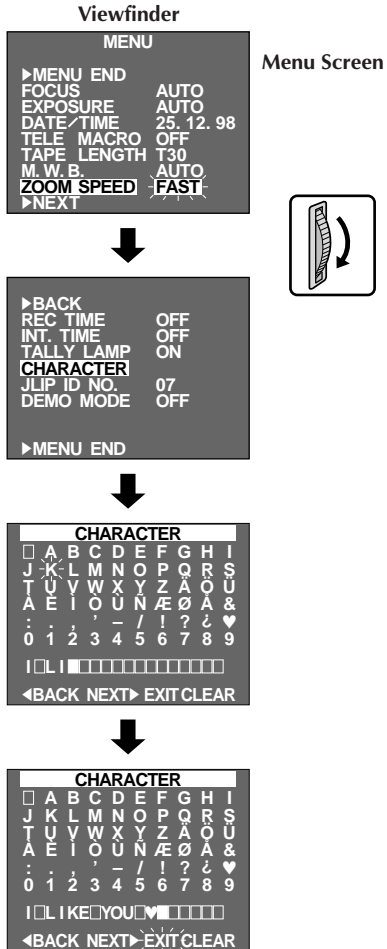 Viewfinder
Menu Screen
MENU
▶MENU END
FOCUS AUTO
EXPOSURE AUTO
DATE/TIME 25. 12. 98
TELE MACRO OFF
TAPE LENGTH T30
M. W. B. AUTO
ZOOM SPEED FAST
▶NEXT
▶BACK
REC TIME OFF
INT. TIME OFF
TALLY LAMP ON
CHARACTER
JLIP ID NO. 07
DEMO MODE OFF
▶MENU END
CHARACTER
□ A B C D E F G H I
J K L M N O P Q R S
T U V W X Y Z Ä Ö Ü
À È Ì Ò Ù Ñ Æ Ø Å &
: . , ’ – / ! ? ¿ ♥
0 1 2 3 4 5 6 7 8 9
I□LI■□□□□□□□□□□□□□
◀BACK NEXT▶ EXIT CLEAR
CHARACTER
□ A B C D E F G H I
J K L M N O P Q R S
T U V W X Y Z Ä Ö Ü
À È Ì Ò Ù Ñ Æ Ø Å &
: . , ’ – / ! ? ¿ ♥
0 1 2 3 4 5 6 7 8 9
I□LIKE□YOU□♥■□□□□□
◀BACK NEXT▶ EXIT CLEAR